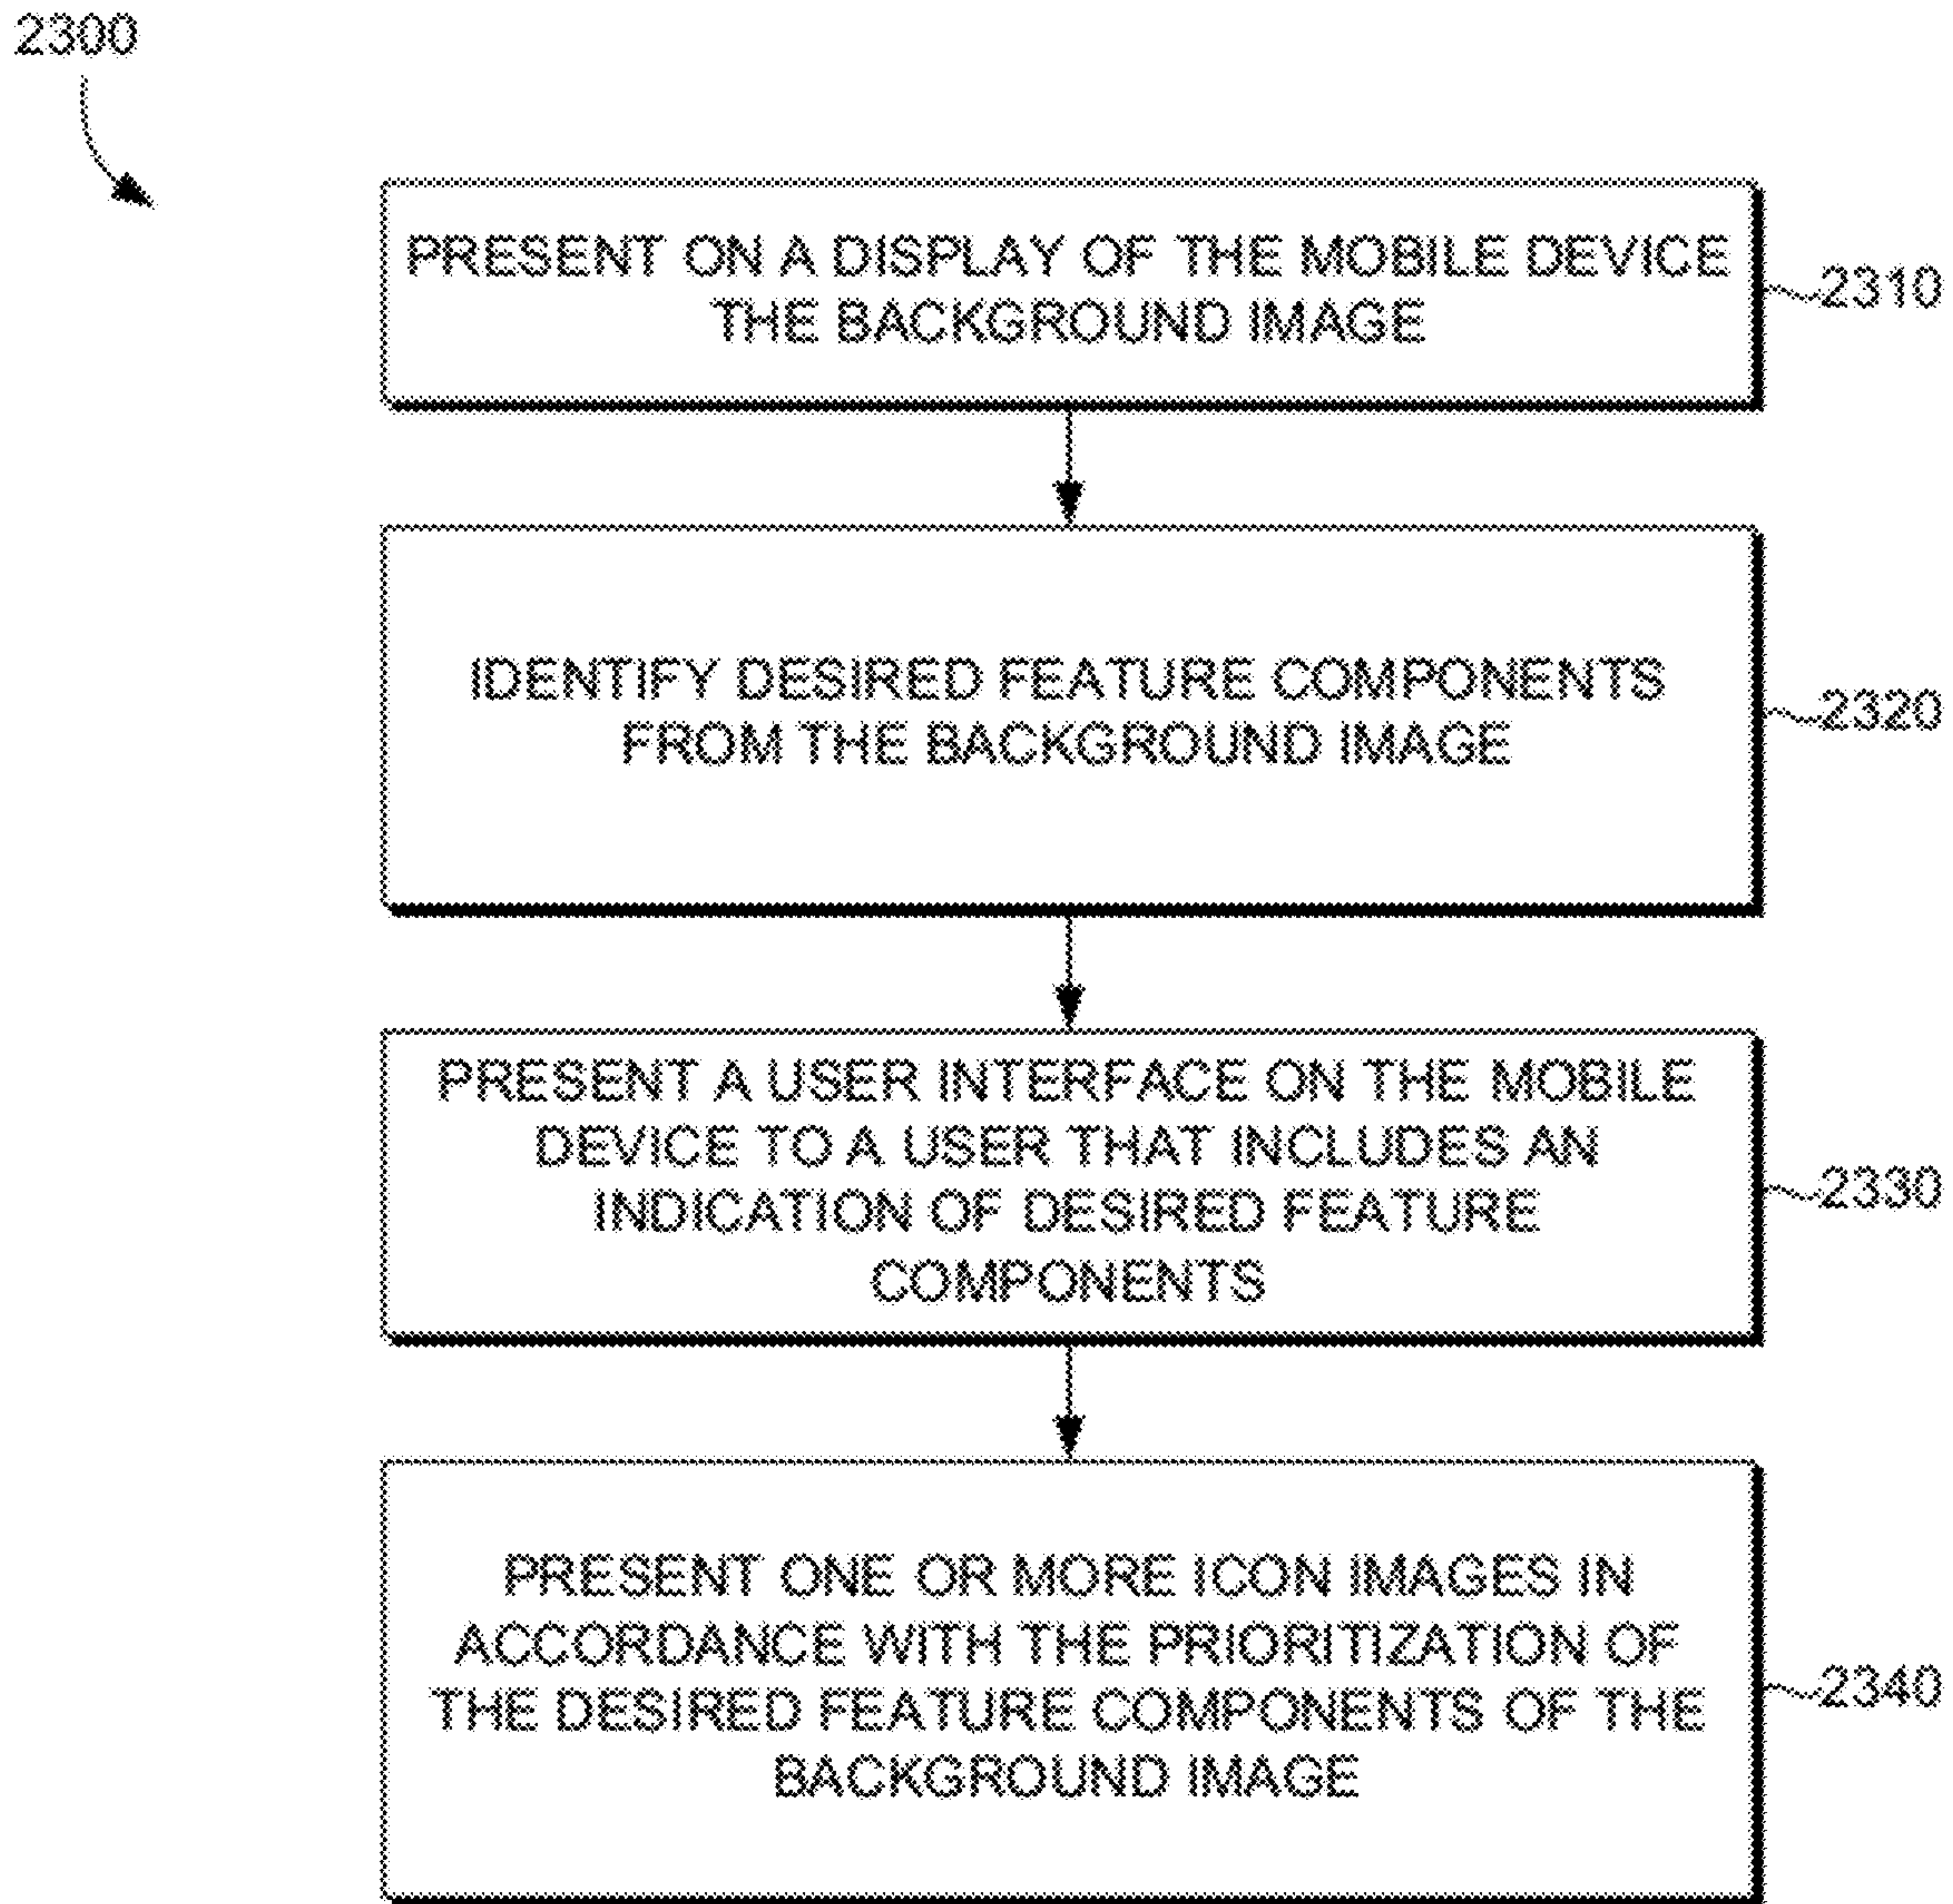 2300
PRESENT ON A DISPLAY OF THE MOBILE DEVICE
THE BACKGROUND IMAGE
2310
IDENTIFY DESIRED FEATURE COMPONENTS
FROM THE BACKGROUND IMAGE
2320
PRESENT A USER INTERFACE ON THE MOBILE
DEVICE TO A USER THAT INCLUDES AN
INDICATION OF DESIRED FEATURE
COMPONENTS
2330
PRESENT ONE OR MORE ICON IMAGES IN
ACCORDANCE WITH THE PRIORITIZATION OF
THE DESIRED FEATURE COMPONENTS OF THE
BACKGROUND IMAGE
2340